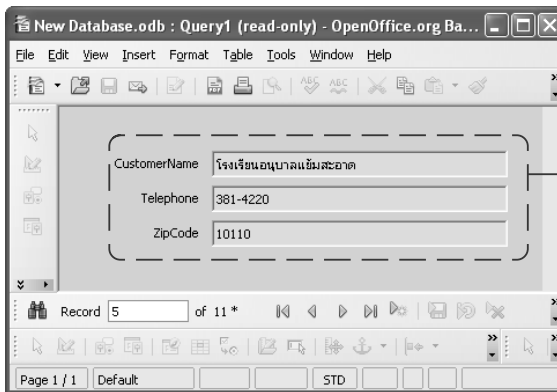 New Database.odb : Query1 (read-only) - OpenOffice.org Ba...
File Edit View Insert Format Table Tools Window Help
CustomerName โรงเรียนอนุบาลแย้มสะอาด
Telephone 381-4220
ZipCode 10110
Record 5 of 11 *
Page 1 / 1 Default STD